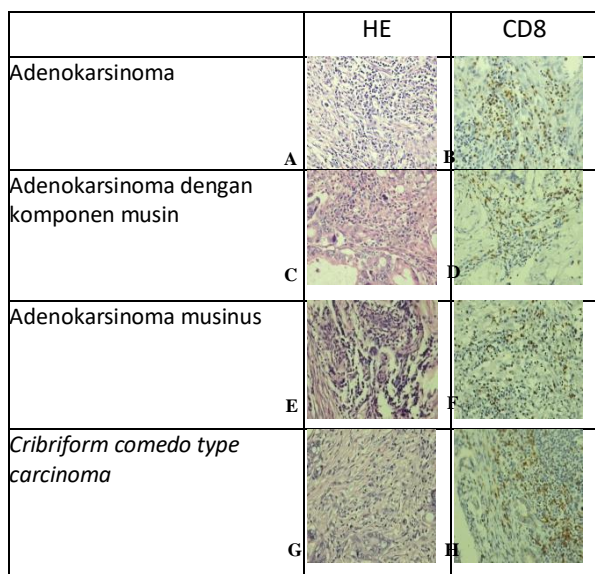 HE CD8
Adenokarsinoma
A B
Adenokarsinoma dengan
komponen musin
C D
Adenokarsinoma musinus
E F
Cribriform comedo type
carcinoma
G H